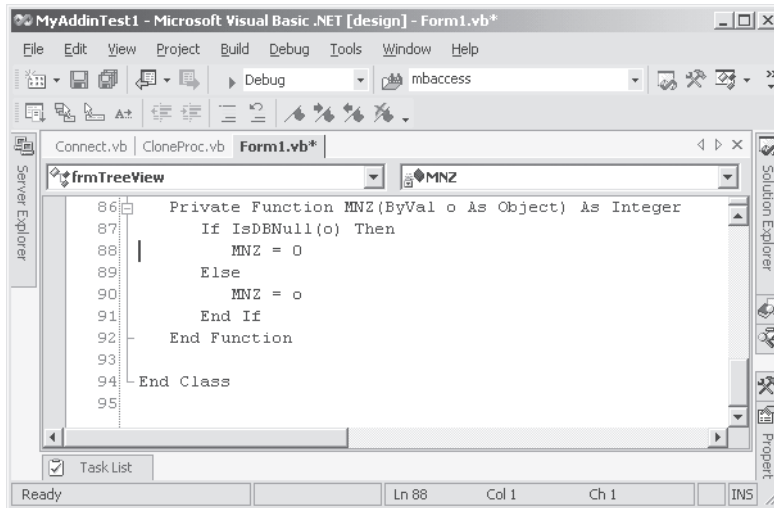 MyAddinTest1 - Microsoft Visual Basic .NET [design] - Form1.vb*
File Edit View Project Build Debug Tools Window Help
Debug mbaccess
Connect.vb CloneProc.vb Form1.vb*
frmTreeView MNZ
86 Private Function MNZ(ByVal o As Object) As Integer
87 If IsDBNull(o) Then
88 MNZ = 0
89 Else
90 MNZ = o
91 End If
92 End Function
93
94 End Class
95
Server Explorer
Solution Explorer
Propert
Task List
Ready Ln 88 Col 1 Ch 1 INS